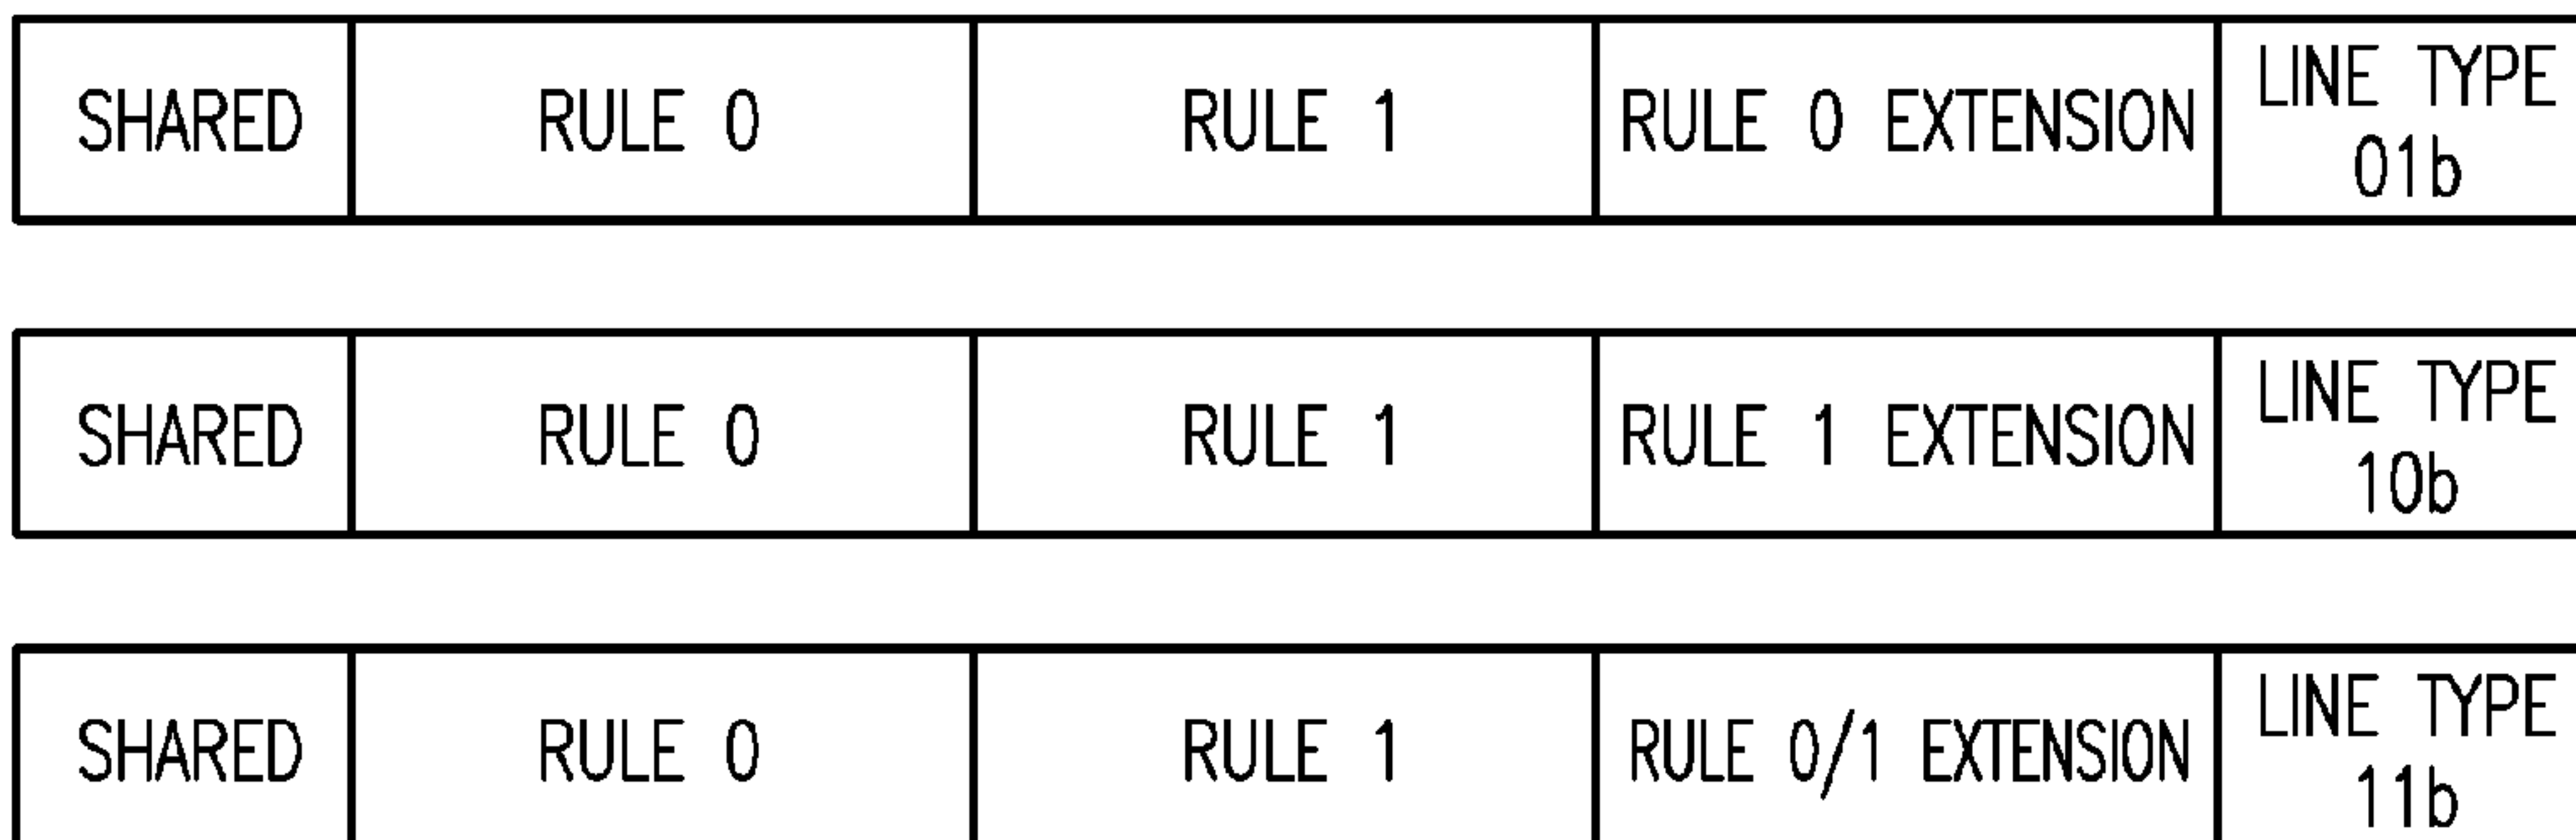 SHARED
RULE 0
RULE 1
RULE 0 EXTENSION
LINE TYPE
01b
SHARED
RULE 0
RULE 1
RULE 1 EXTENSION
LINE TYPE
10b
SHARED
RULE 0
RULE 1
RULE 0/1 EXTENSION
LINE TYPE
11b